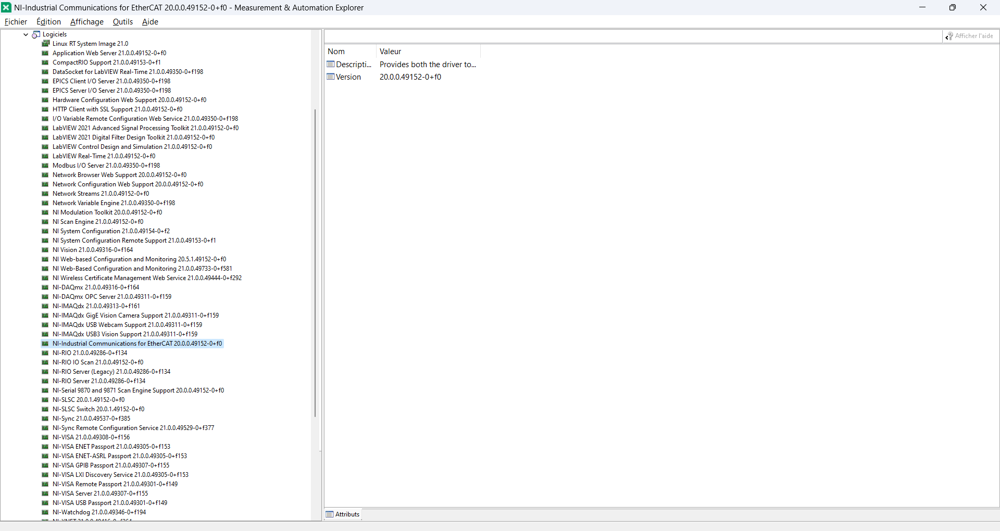 NI-Industrial Communications for EtherCAT 20.0.0.49152-0+f0 - Measurement & Automation Explorer
Fichier Édition Affichage Outils Aide
Logiciels
Linux RT System Image 21.0
Application Web Server 21.0.0.49152-0+f0
CompactRIO Support 21.0.0.49153-0+f1
DataSocket for LabVIEW Real-Time 21.0.0.49350-0+f198
EPICS Client I/O Server 21.0.0.49350-0+f198
EPICS Server I/O Server 21.0.0.49350-0+f198
Hardware Configuration Web Support 20.0.0.49152-0+f0
HTTP Client with SSL Support 21.0.0.49152-0+f0
I/O Variable Remote Configuration Web Service 21.0.0.49350-0+f198
LabVIEW 2021 Advanced Signal Processing Toolkit 21.0.0.49152-0+f0
LabVIEW 2021 Digital Filter Design Toolkit 21.0.0.49152-0+f0
LabVIEW Control Design and Simulation 21.0.0.49152-0+f0
LabVIEW Real-Time 21.0.0.49152-0+f0
Modbus I/O Server 21.0.0.49350-0+f198
Network Browser Web Support 20.0.0.49152-0+f0
Network Configuration Web Support 20.0.0.49152-0+f0
Network Streams 21.0.0.49152-0+f0
Network Variable Engine 21.0.0.49350-0+f198
NI Modulation Toolkit 20.0.0.49152-0+f0
NI Scan Engine 21.0.0.49152-0+f0
NI System Configuration 21.0.0.49154-0+f2
NI System Configuration Remote Support 21.0.0.49153-0+f1
NI Vision 21.0.0.49316-0+f164
NI Web-based Configuration and Monitoring 20.5.1.49152-0+f0
NI Web-Based Configuration and Monitoring 21.0.0.49733-0+f581
NI Wireless Certificate Management Web Service 21.0.0.49444-0+f292
NI-DAQmx 21.0.0.49316-0+f164
NI-DAQmx OPC Server 21.0.0.49311-0+f159
NI-IMAQdx 21.0.0.49313-0+f161
NI-IMAQdx GigE Vision Camera Support 21.0.0.49311-0+f159
NI-IMAQdx USB Webcam Support 21.0.0.49311-0+f159
NI-IMAQdx USB3 Vision Support 21.0.0.49311-0+f159
NI-Industrial Communications for EtherCAT 20.0.0.49152-0+f0
NI-RIO 21.0.0.49286-0+f134
NI-RIO IO Scan 21.0.0.49152-0+f0
NI-RIO Server (Legacy) 21.0.0.49286-0+f134
NI-RIO Server 21.0.0.49286-0+f134
NI-Serial 9870 and 9871 Scan Engine Support 20.0.0.49152-0+f0
NI-SLSC 20.0.1.49152-0+f0
NI-SLSC Switch 20.0.1.49152-0+f0
NI-Sync 21.0.0.49537-0+f385
NI-Sync Remote Configuration Service 21.0.0.49529-0+f377
NI-VISA 21.0.0.49308-0+f156
NI-VISA ENET Passport 21.0.0.49305-0+f153
NI-VISA ENET-ASRL Passport 21.0.0.49305-0+f153
NI-VISA GPIB Passport 21.0.0.49307-0+f155
NI-VISA LXI Discovery Service 21.0.0.49305-0+f153
NI-VISA Remote Passport 21.0.0.49301-0+f149
NI-VISA Server 21.0.0.49307-0+f155
NI-VISA USB Passport 21.0.0.49301-0+f149
NI-Watchdog 21.0.0.49346-0+f194
Afficher l'aide
Nom Valeur
Descripti... Provides both the driver to...
Version 20.0.0.49152-0+f0
Attributs